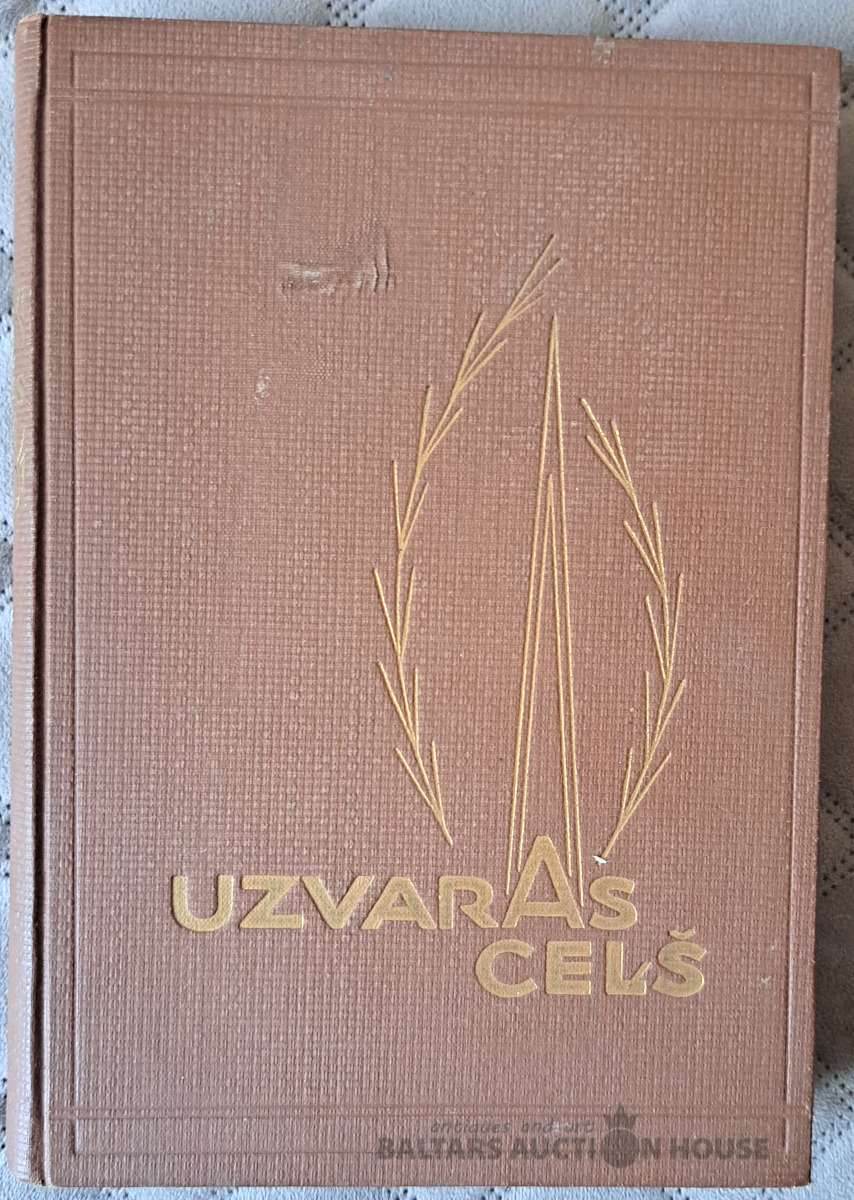 UZVARAS
CEĻŠ
antiques and art
BALTARS AUCTION HOUSE